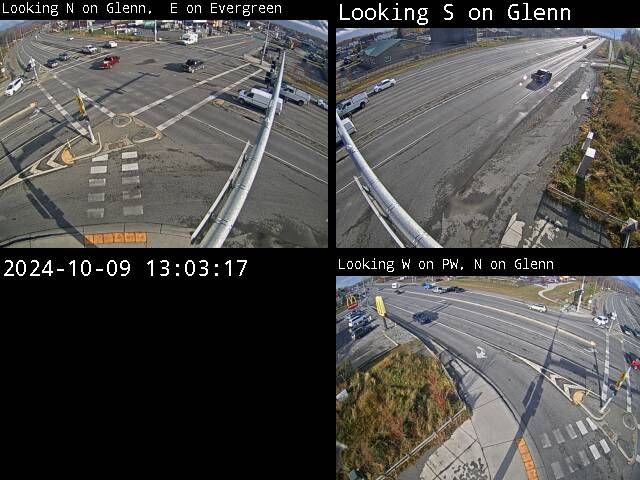 Looking N on Glenn,  E on Evergreen
Looking S on Glenn
2024-10-09 13:03:17
Looking W on PW, N on Glenn